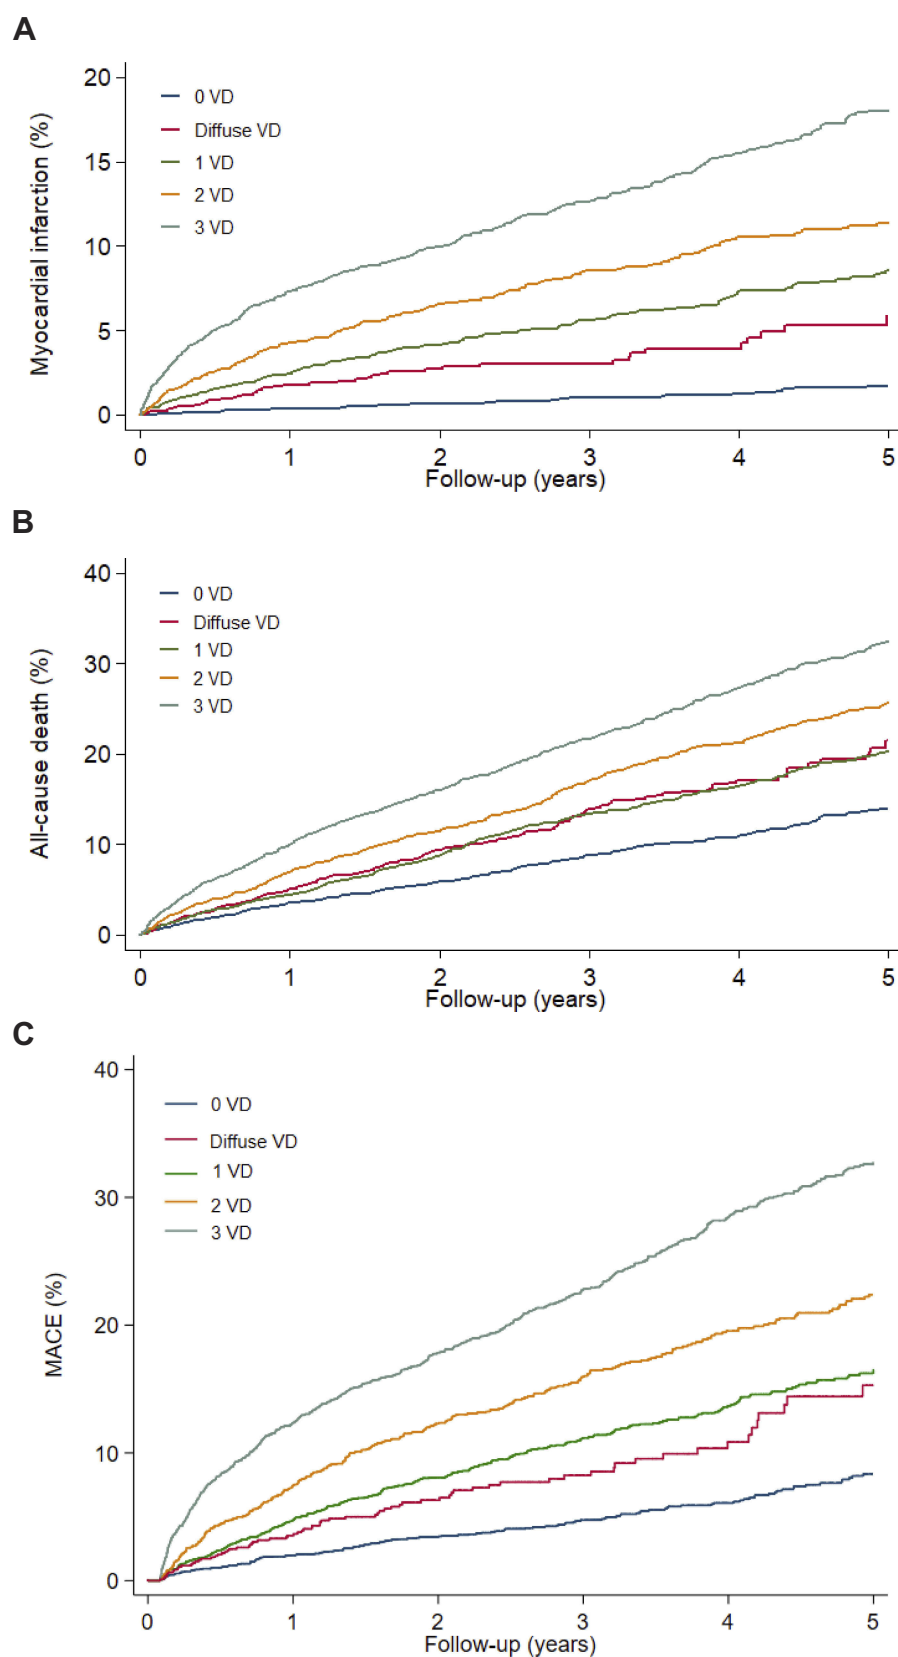 A
Myocardial infarction (%)
20
15
10
5
0
0 VD
Diffuse VD
1 VD
2 VD
3 VD
0 1 2 3 4 5
Follow-up (years)
B
All-cause death (%)
40
30
20
10
0
0 VD
Diffuse VD
1 VD
2 VD
3 VD
0 1 2 3 4 5
Follow-up (years)
C
MACE (%)
40
30
20
10
0
0 VD
Diffuse VD
1 VD
2 VD
3 VD
0 1 2 3 4 5
Follow-up (years)